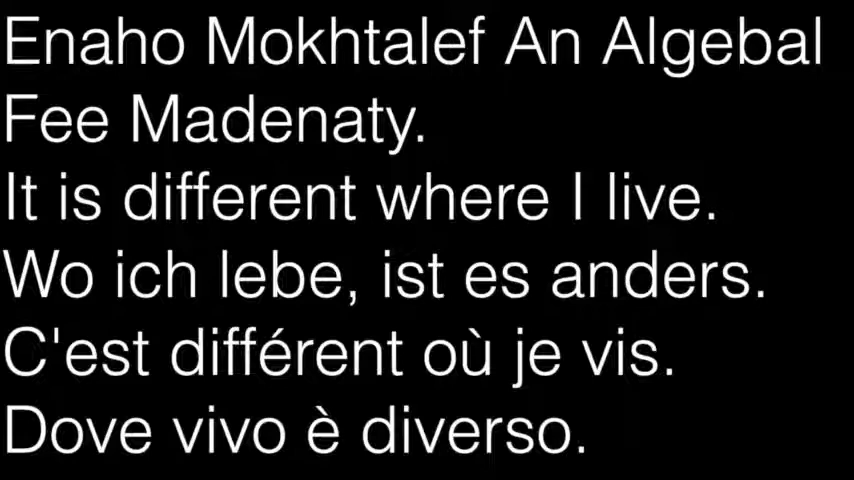 Enaho Mokhtalef An Algebal
Fee Madenaty.
It is different where I live.
Wo ich lebe, ist es anders.
C'est différent où je vis.
Dove vivo è diverso.